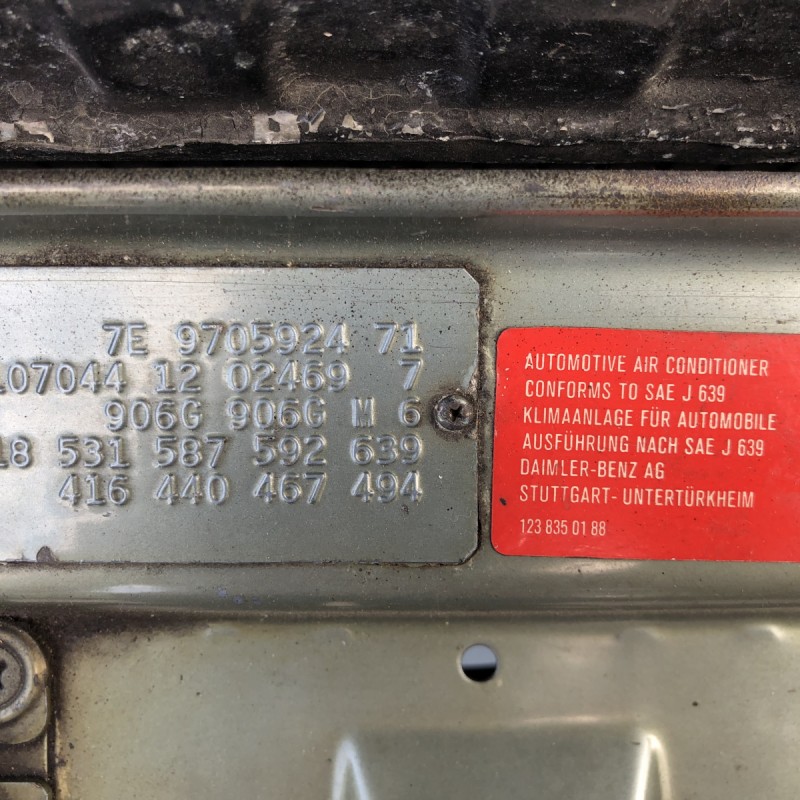 7E 9705924 71
107044 12 02469 7
906G 906G M 6
18 531 587 592 639
416 440 467 494
AUTOMOTIVE AIR CONDITIONER
CONFORMS TO SAE J 639
KLIMAANLAGE FÜR AUTOMOBILE
AUSFÜHRUNG NACH SAE J 639
DAIMLER-BENZ AG
STUTTGART- UNTERTÜRKHEIM
123 835 01 88